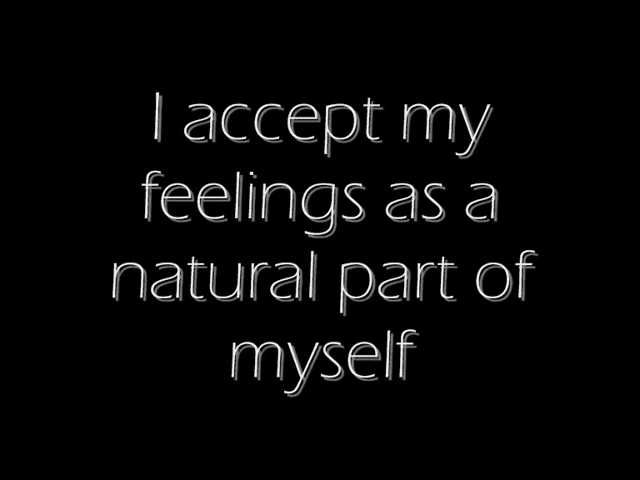 I accept my
feelings as a
natural part of
myself